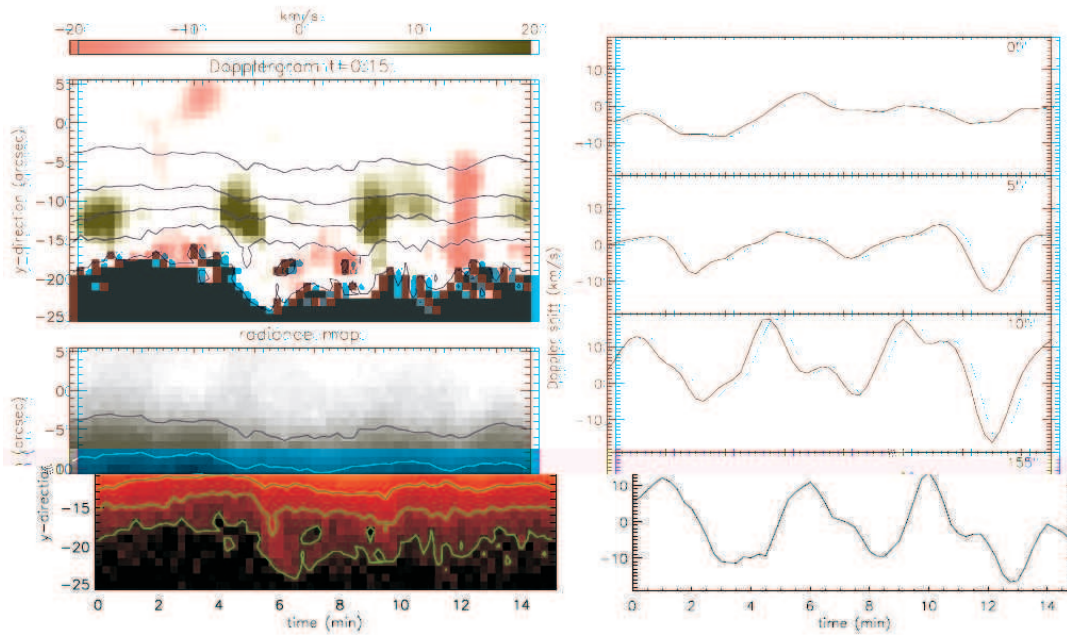 km/s
−20 −10 0 10 20
Dopplergram t=0.15
5
0
−5
−10
−15
−20
−25
y-direction (arcsec)
radiance map
5
0
−5
−15
−20
−25
y-direction (arcsec)
0 2 4 6 8 10 12 14
time (min)
10
0
−10
5"
10
0
−10
10"
10
0
−10
10
0
−10
Doppler shift (km/s)
0 2 4 6 8 10 12 14
time (min)